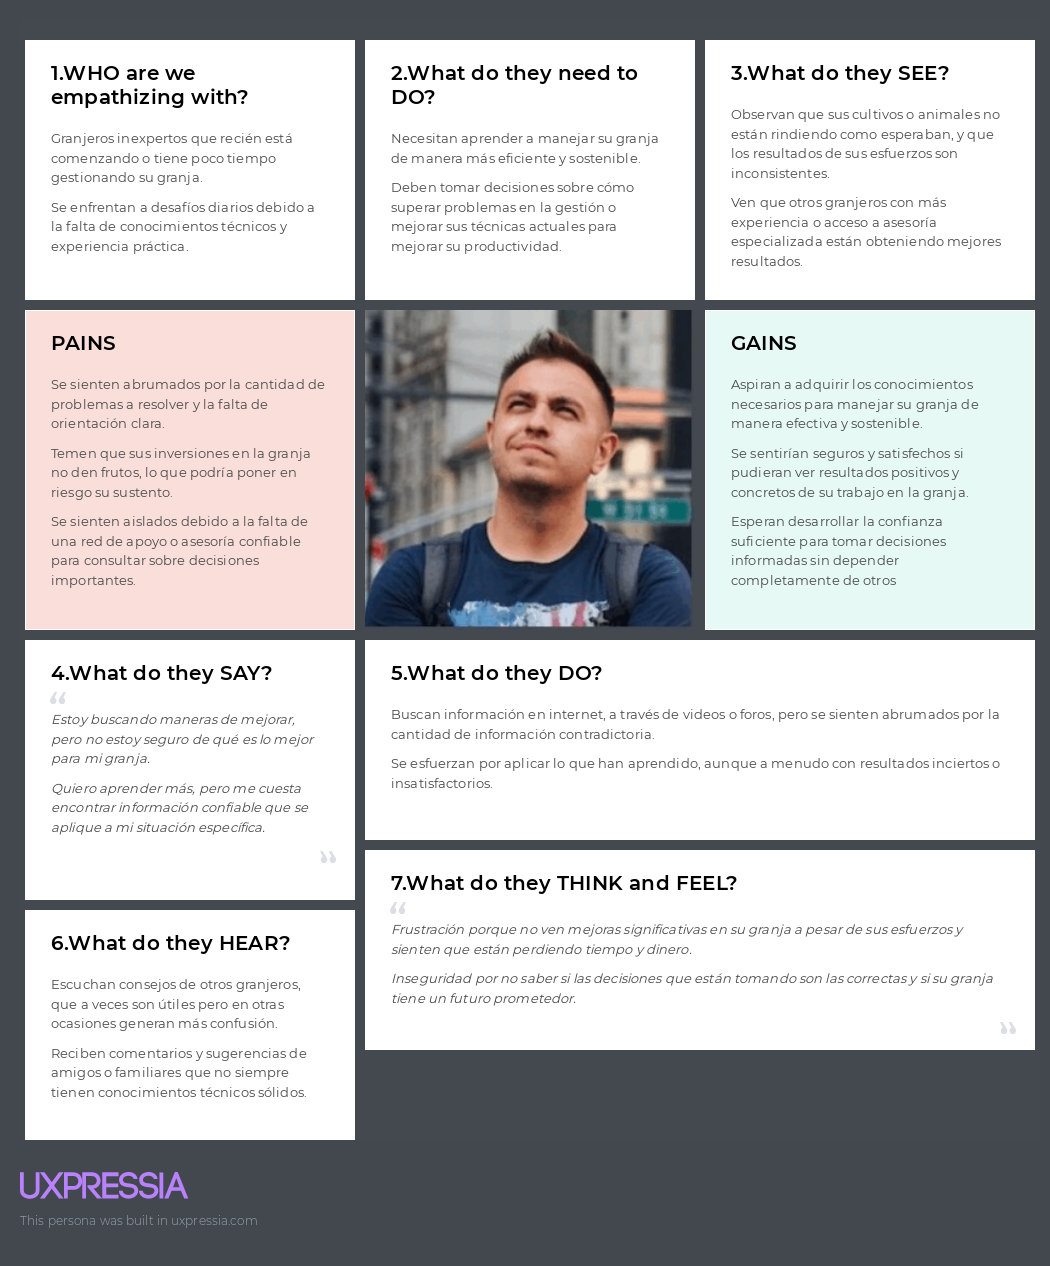 1.WHO are we
empathizing with?
Granjeros inexpertos que recién está
comenzando o tiene poco tiempo
gestionando su granja.
Se enfrentan a desafíos diarios debido a
la falta de conocimientos técnicos y
experiencia práctica.
2.What do they need to
DO?
Necesitan aprender a manejar su granja
de manera más eficiente y sostenible.
Deben tomar decisiones sobre cómo
superar problemas en la gestión o
mejorar sus técnicas actuales para
mejorar su productividad.
3.What do they SEE?
Observan que sus cultivos o animales no
están rindiendo como esperaban, y que
los resultados de sus esfuerzos son
inconsistentes.
Ven que otros granjeros con más
experiencia o acceso a asesoría
especializada están obteniendo mejores
resultados.
PAINS
Se sienten abrumados por la cantidad de
problemas a resolver y la falta de
orientación clara.
Temen que sus inversiones en la granja
no den frutos, lo que podría poner en
riesgo su sustento.
Se sienten aislados debido a la falta de
una red de apoyo o asesoría confiable
para consultar sobre decisiones
importantes.
GAINS
Aspiran a adquirir los conocimientos
necesarios para manejar su granja de
manera efectiva y sostenible.
Se sentirían seguros y satisfechos si
pudieran ver resultados positivos y
concretos de su trabajo en la granja.
Esperan desarrollar la confianza
suficiente para tomar decisiones
informadas sin depender
completamente de otros
4.What do they SAY?
“
Estoy buscando maneras de mejorar,
pero no estoy seguro de qué es lo mejor
para mi granja.
Quiero aprender más, pero me cuesta
encontrar información confiable que se
aplique a mi situación específica.
”
5.What do they DO?
Buscan información en internet, a través de videos o foros, pero se sienten abrumados por la
cantidad de información contradictoria.
Se esfuerzan por aplicar lo que han aprendido, aunque a menudo con resultados inciertos o
insatisfactorios.
6.What do they HEAR?
Escuchan consejos de otros granjeros,
que a veces son útiles pero en otras
ocasiones generan más confusión.
Reciben comentarios y sugerencias de
amigos o familiares que no siempre
tienen conocimientos técnicos sólidos.
7.What do they THINK and FEEL?
“
Frustración porque no ven mejoras significativas en su granja a pesar de sus esfuerzos y
sienten que están perdiendo tiempo y dinero.
Inseguridad por no saber si las decisiones que están tomando son las correctas y si su granja
tiene un futuro prometedor.
”
UXPRESSIA
This persona was built in uxpressia.com